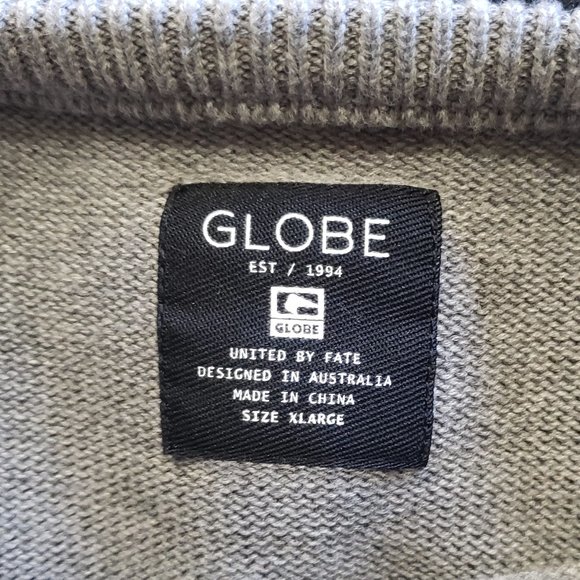 GLOBE
EST / 1994
GLOBE
UNITED BY FATE
DESIGNED IN AUSTRALIA
MADE IN CHINA
SIZE XLARGE